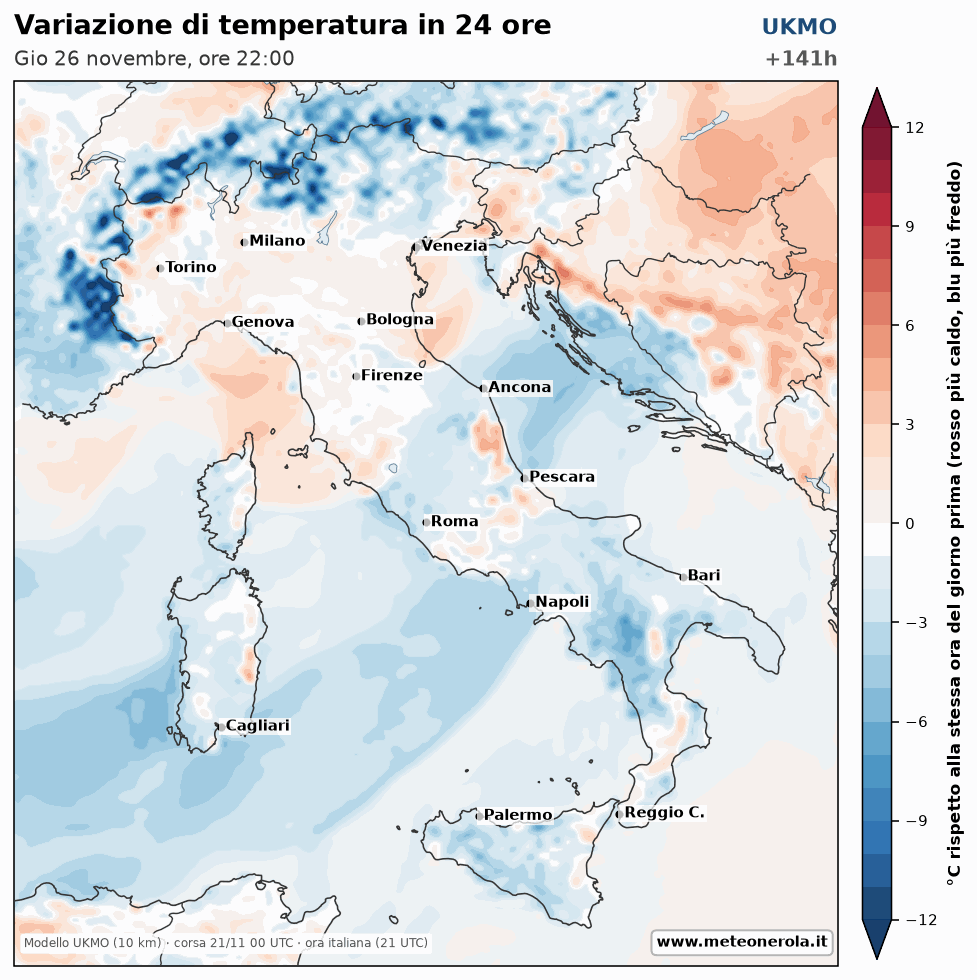 Variazione di temperatura in 24 ore
UKMO
Gio 26 novembre, ore 22:00
+141h
Milano
Venezia
Torino
Genova
Bologna
Firenze
Ancona
Pescara
Roma
Bari
Napoli
Cagliari
Palermo
Reggio C.
12
9
6
3
0
−3
−6
−9
−12
°C rispetto alla stessa ora del giorno prima (rosso più caldo, blu più freddo)
Modello UKMO (10 km) · corsa 21/11 00 UTC · ora italiana (21 UTC)
www.meteonerola.it